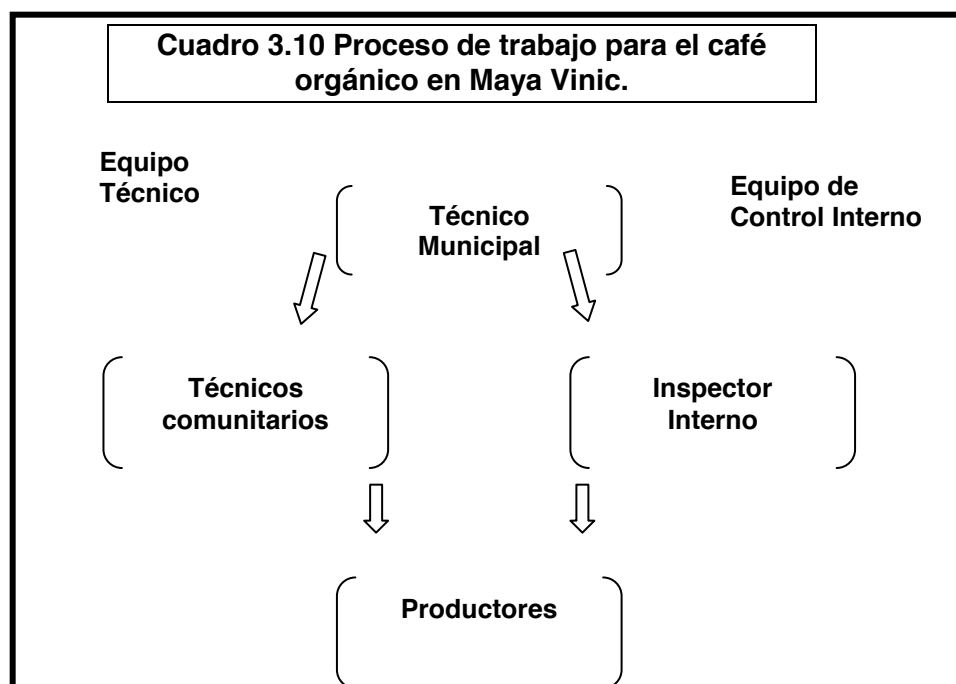 Cuadro 3.10 Proceso de trabajo para el café
orgánico en Maya Vinic.
Equipo
Técnico
Técnico
Municipal
Equipo de
Control Interno
Técnicos
comunitarios
Inspector
Interno
Productores